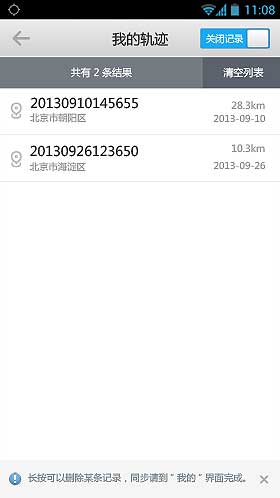 11:08
我的轨迹
关闭记录
共有 2 条结果
清空列表
20130910145655
28.3km
北京市朝阳区
2013-09-10
20130926123650
10.3km
北京市海淀区
2013-09-26
长按可以删除某条记录，同步请到＂我的＂界面完成。